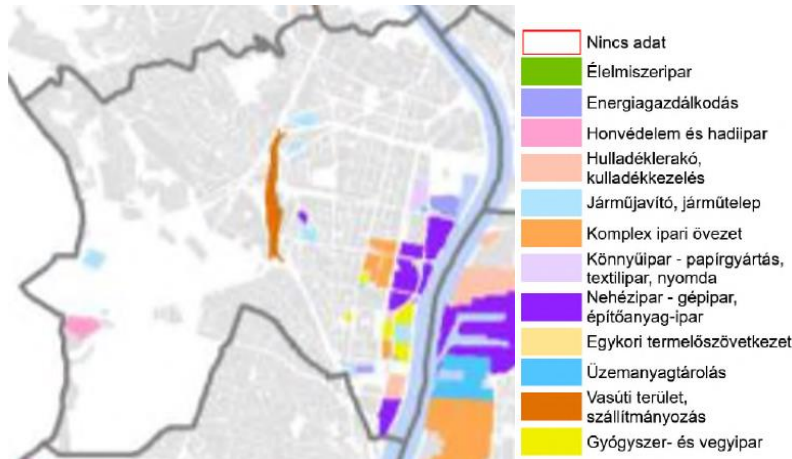 Nincs adat
Élelmiszeripar
Energiagazdálkodás
Honvédelem és hadiipar
Hulladéklerakó,
kulladékkezelés
Járműjavító, járműtelep
Komplex ipari övezet
Könnyűipar - papírgyártás,
textilipar, nyomda
Nehézipar - gépipar,
építőanyag-ipar
Egykori termelőszövetkezet
Üzemanyagtárolás
Vasúti terület,
szállítmányozás
Gyógyszer- és vegyipar